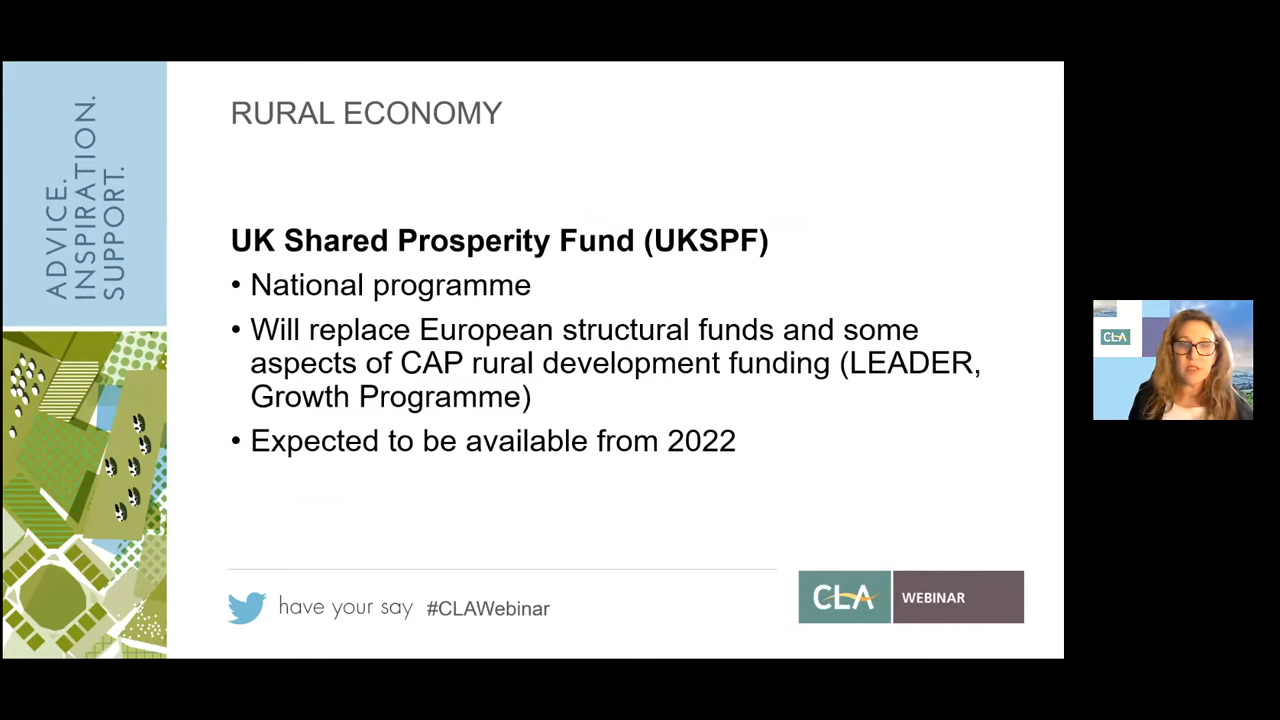 ADVICE.
INSPIRATION.
SUPPORT.
RURAL ECONOMY
UK Shared Prosperity Fund (UKSPF)
• National programme
• Will replace European structural funds and some
aspects of CAP rural development funding (LEADER,
Growth Programme)
• Expected to be available from 2022
have your say #CLAWebinar
CLA WEBINAR
CLA